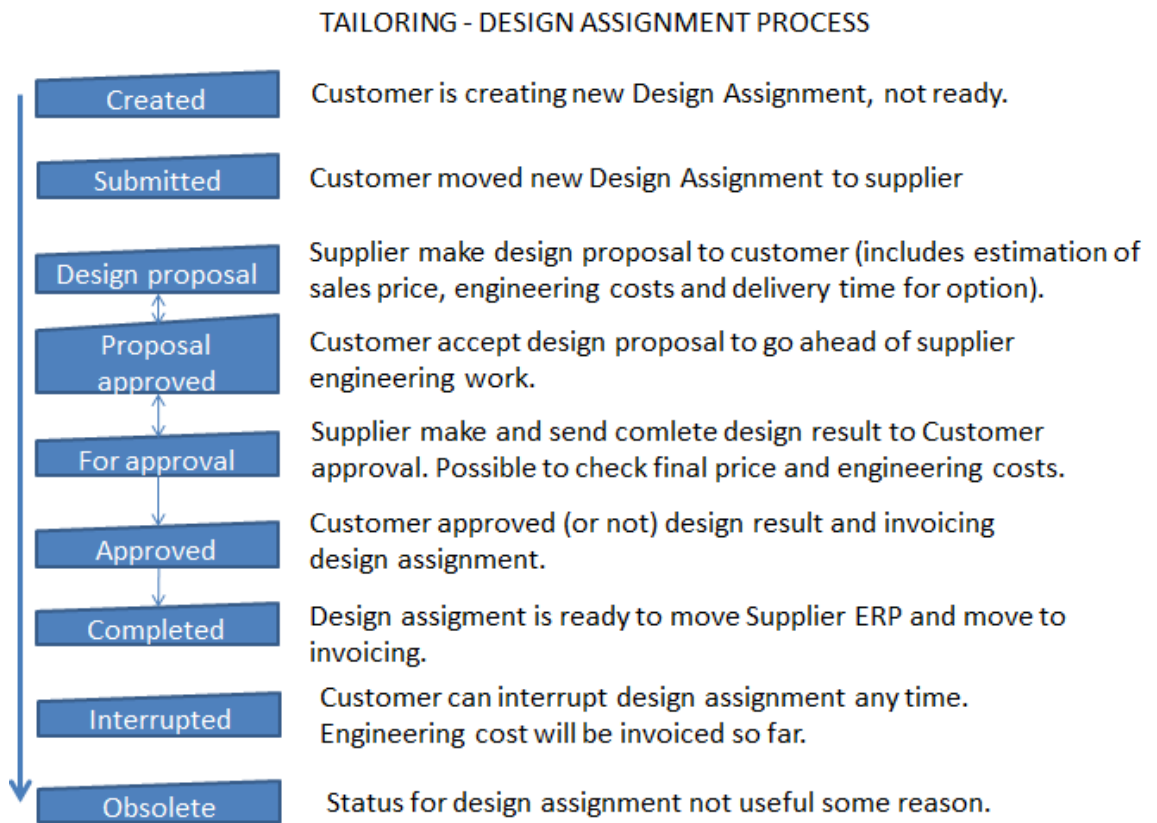 TAILORING - DESIGN ASSIGNMENT PROCESS
Created
Customer is creating new Design Assignment, not ready.
Submitted
Customer moved new Design Assignment to supplier
Design proposal
Supplier make design proposal to customer (includes estimation of
sales price, engineering costs and delivery time for option).
Proposal
approved
Customer accept design proposal to go ahead of supplier
engineering work.
For approval
Supplier make and send comlete design result to Customer
approval. Possible to check final price and engineering costs.
Approved
Customer approved (or not) design result and invoicing
design assignment.
Completed
Design assigment is ready to move Supplier ERP and move to
invoicing.
Interrupted
Customer can interrupt design assignment any time.
Engineering cost will be invoiced so far.
Obsolete
Status for design assignment not useful some reason.